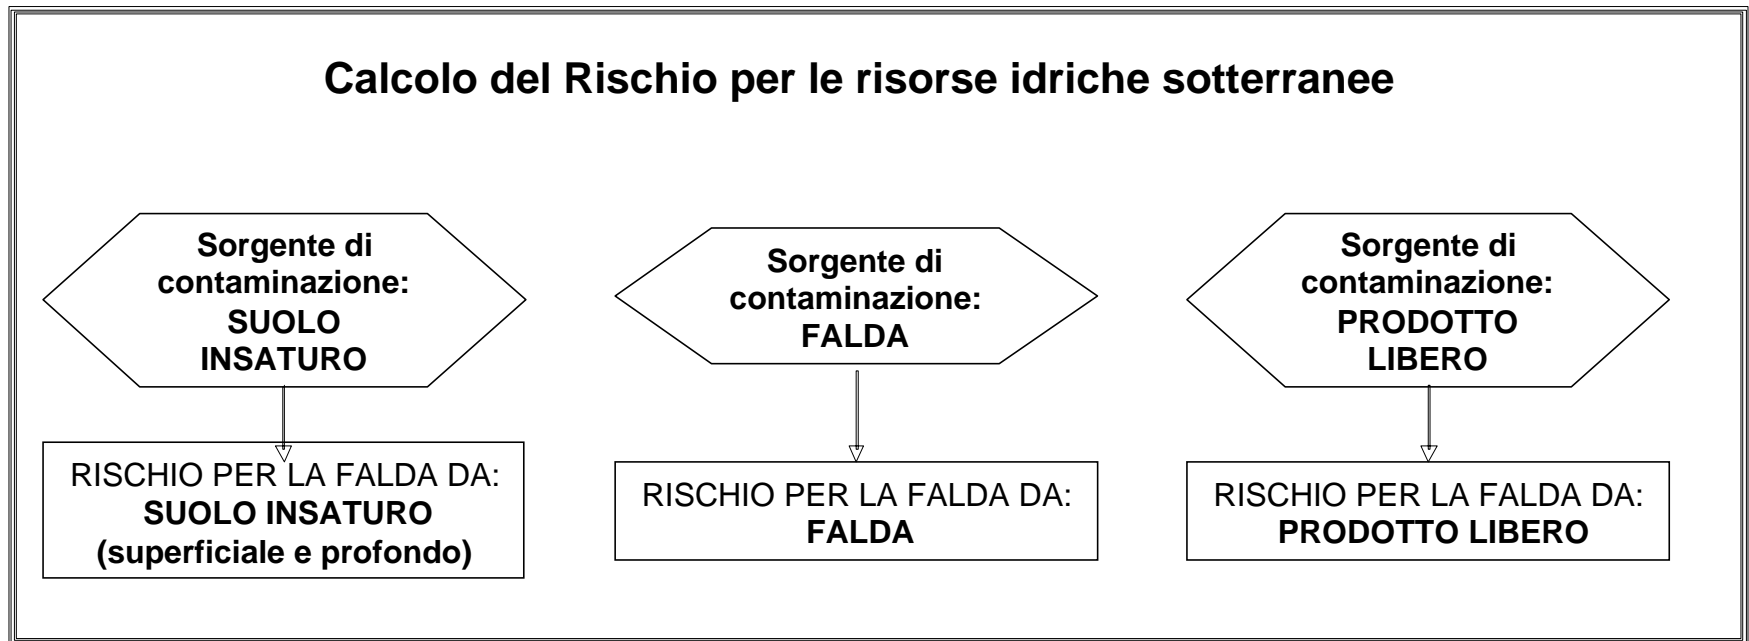 Calcolo del Rischio per le risorse idriche sotterranee
Sorgente di
contaminazione:
SUOLO
INSATURO
Sorgente di
contaminazione:
FALDA
Sorgente di
contaminazione:
PRODOTTO
LIBERO
RISCHIO PER LA FALDA DA:
SUOLO INSATURO
(superficiale e profondo)
RISCHIO PER LA FALDA DA:
FALDA
RISCHIO PER LA FALDA DA:
PRODOTTO LIBERO